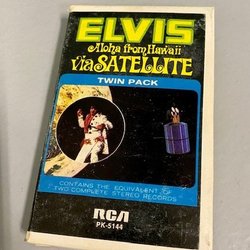 ELVIS
Aloha from Hawaii
via SATELLITE
TWIN PACK
CONTAINS THE EQUIVALENT OF
TWO COMPLETE STEREO RECORDS
RCA
PK-5144